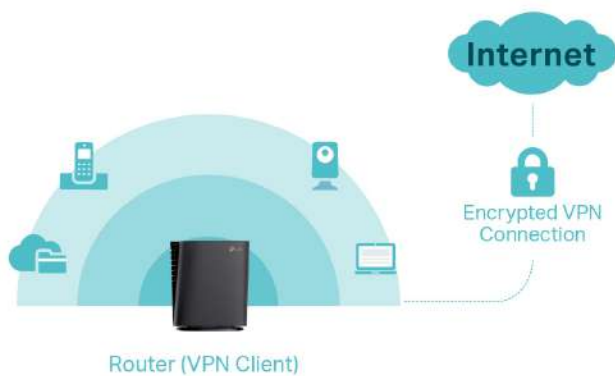 Internet
Encrypted VPN
Connection
Router (VPN Client)